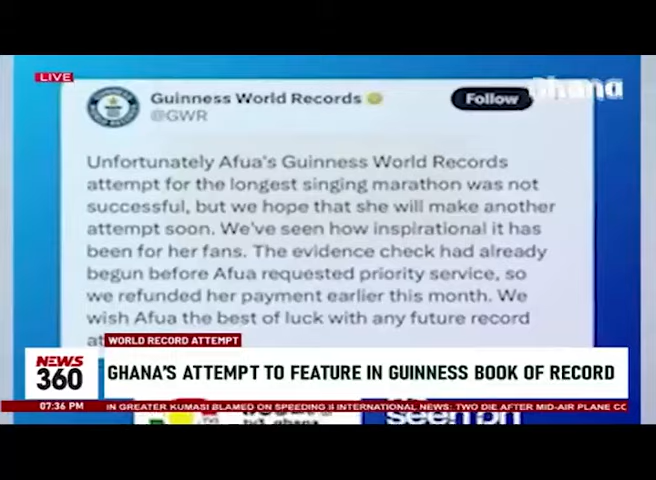 LIVE
Ghana
Guinness World Records
@GWR
Follow
Unfortunately Afua's Guinness World Records
attempt for the longest singing marathon was not
successful, but we hope that she will make another
attempt soon. We've seen how inspirational it has
been for her fans. The evidence check had already
begun before Afua requested priority service, so
we refunded her payment earlier this month. We
wish Afua the best of luck with any future record
WORLD RECORD ATTEMPT
NEWS
360
GHANA'S ATTEMPT TO FEATURE IN GUINNESS BOOK OF RECORD
07:36 PM
IN GREATER KUMASI BLAMED ON SPEEDING
INTERNATIONAL NEWS: TWO DIE AFTER MID-AIR PLANE